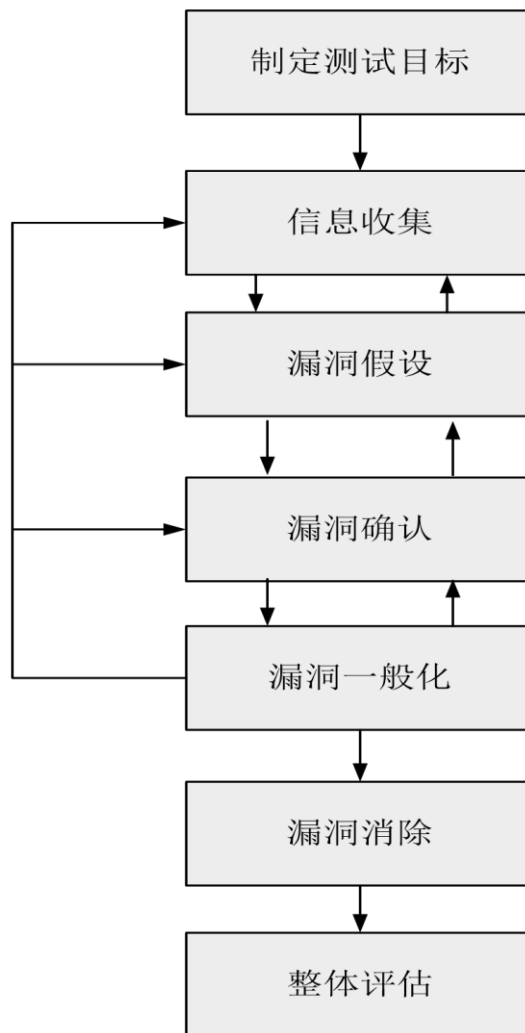 制定测试目标
信息收集
漏洞假设
漏洞确认
漏洞一般化
漏洞消除
整体评估